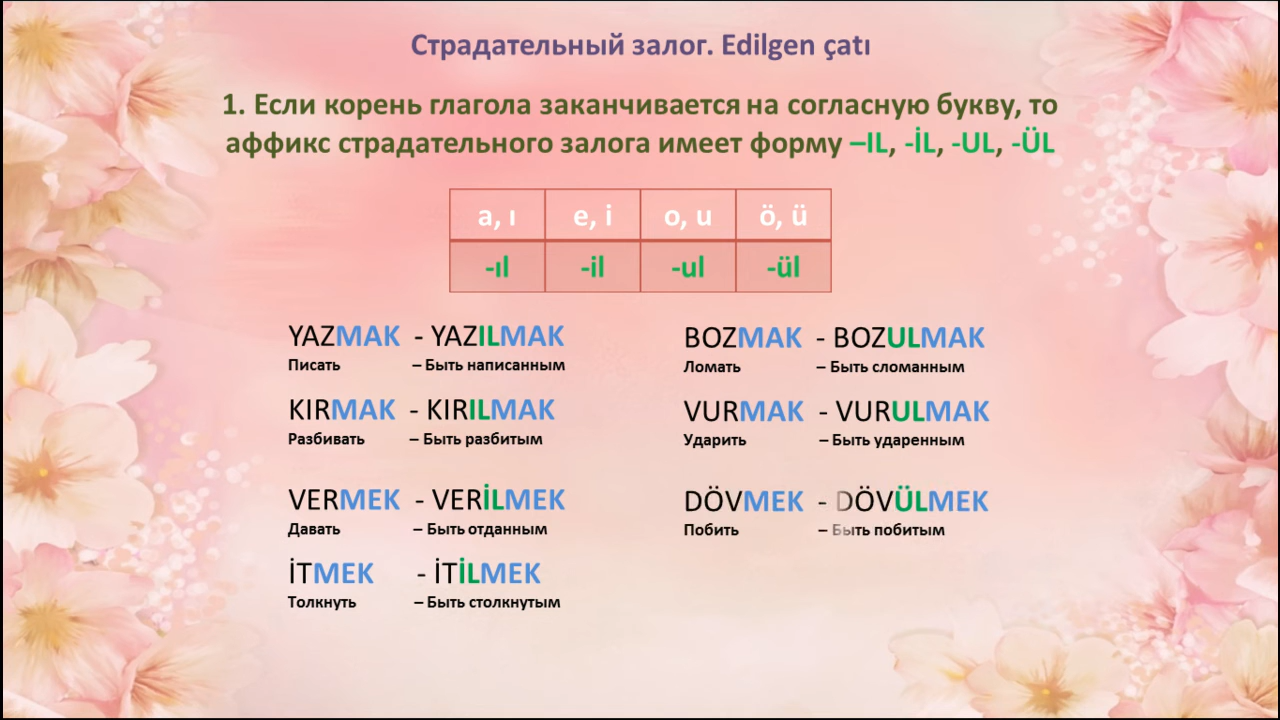 Страдательный залог. Edilgen çatı
1. Если корень глагола заканчивается на согласную букву, то
аффикс страдательного залога имеет форму –IL, -İL, -UL, -ÜL
a, ı e, i o, u ö, ü
-ıl -il -ul -ül
YAZMAK - YAZILMAK
Писать – Быть написанным
KIRMAK - KIRILMAK
Разбивать – Быть разбитым
VERMEK - VERİLMEK
Давать – Быть отданным
İTMEK - İTİLMEK
Толкнуть – Быть столкнутым
BOZMAK - BOZULMAK
Ломать – Быть сломанным
VURMAK - VURULMAK
Ударить – Быть ударенным
DÖVMEK - DÖVÜLMEK
Побить – Быть побитым